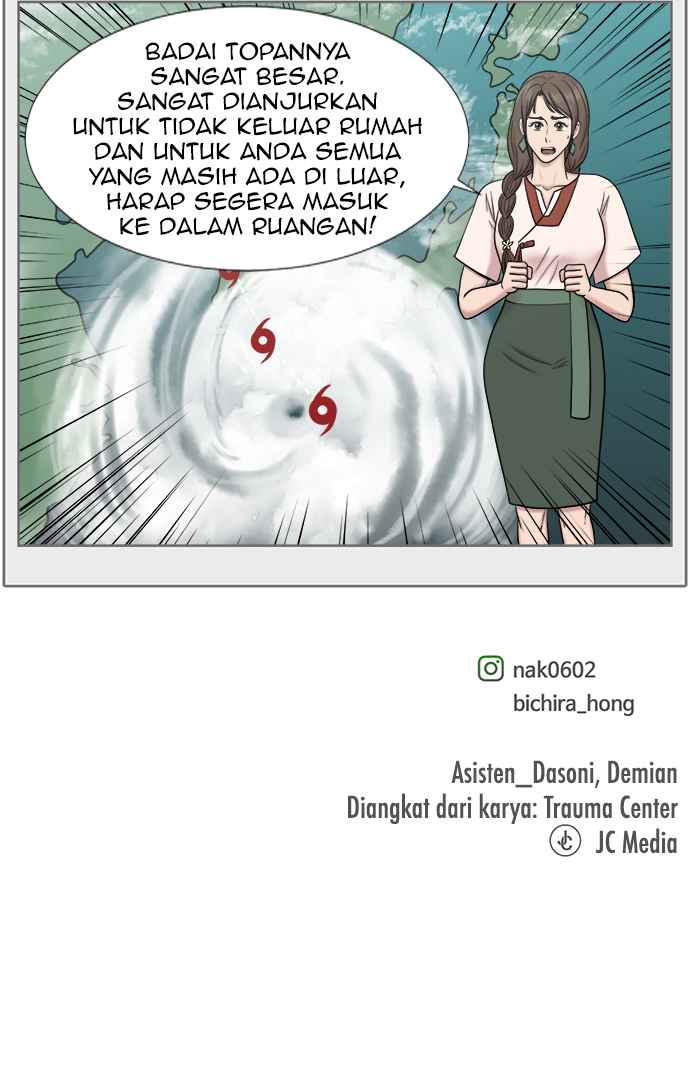 BADAI TOPANNYA
SANGAT BESAR.
SANGAT DIANJURKAN
UNTUK TIDAK KELUAR RUMAH
DAN UNTUK ANDA SEMUA
YANG MASIH ADA DI LUAR,
HARAP SEGERA MASUK
KE DALAM RUANGAN!
nak0602
bichira_hong
Asisten_Dasoni, Demian
Diangkat dari karya: Trauma Center
JC JC Media